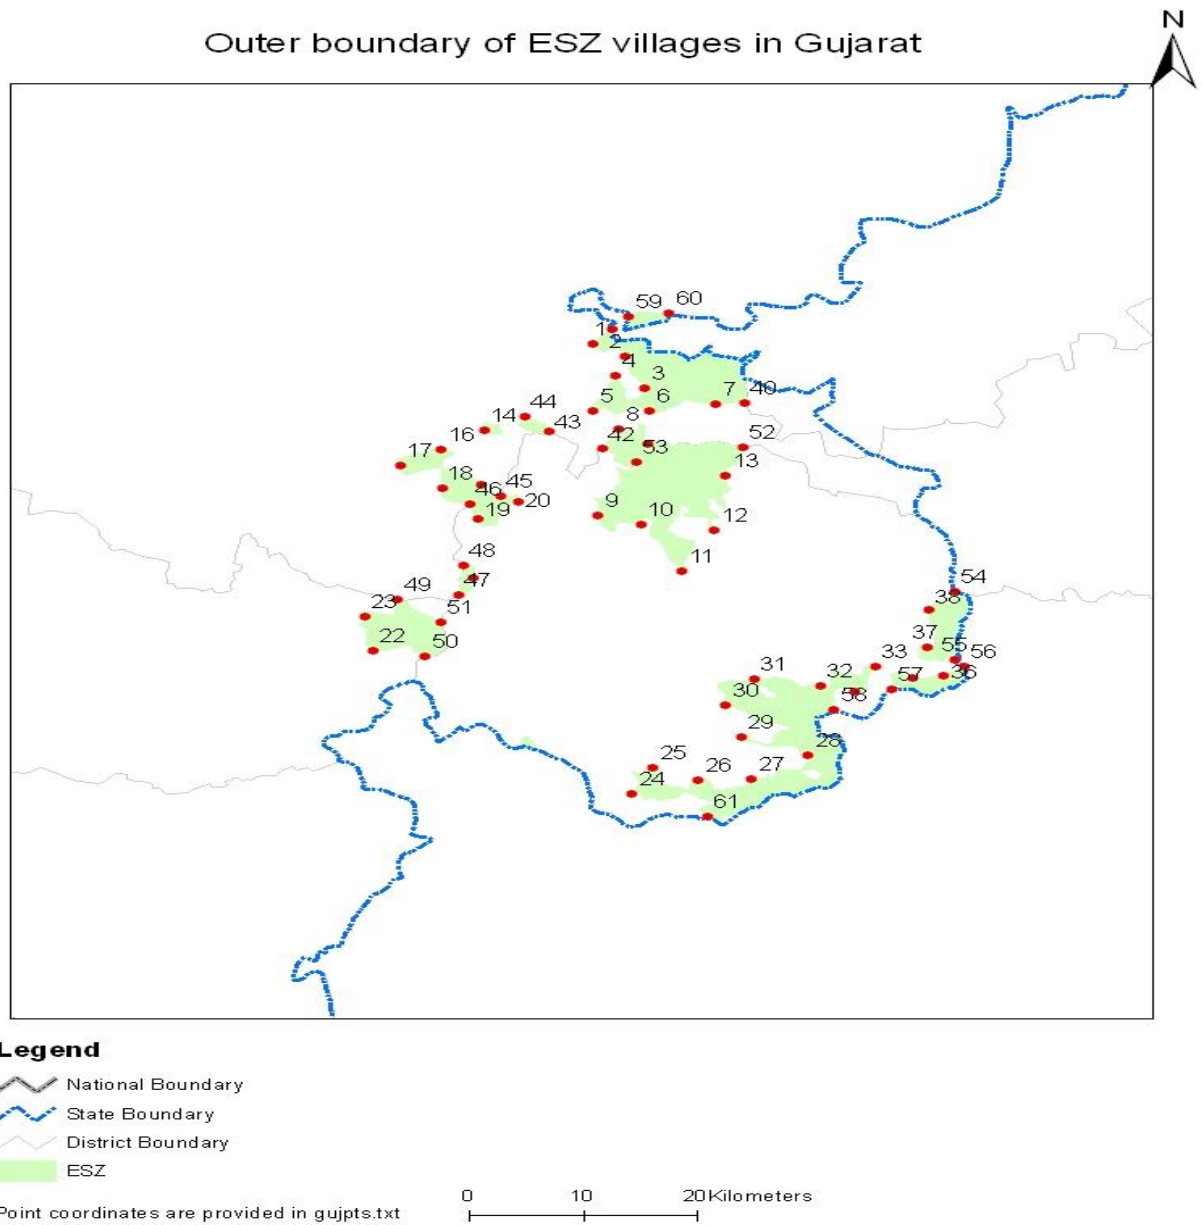 N
Outer boundary of ESZ villages in Gujarat
59 60
1
2
4
3
5 6 7 40
44 8
14 43
16 42 52
17 53 13
18 46 45
20 9
19 10 12
48 11
47 54
49 38
23 51
22 50 37 55 56
33
31 32 57 36
30 58
29 28
25 26 27
24 61
Legend
National Boundary
State Boundary
District Boundary
ESZ
Point coordinates are provided in gujpts.txt
0 10 20 Kilometers